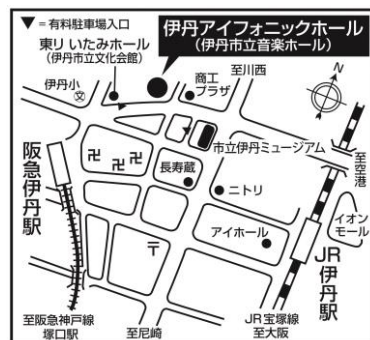 ▼=有料駐車場入口
伊丹アイフォニックホール
(伊丹市立音楽ホール)
東リ いたみホール
(伊丹市立文化会館)
至川西
商工
プラザ
N
伊丹小
文
市立伊丹ミュージアム
至空港
阪急伊丹駅
卍
卍
卍
長寿蔵
ニトリ
イオン
モール
アイホール
〒
JR伊丹駅
至阪急神戸線
塚口駅
至尼崎
JR宝塚線
至大阪